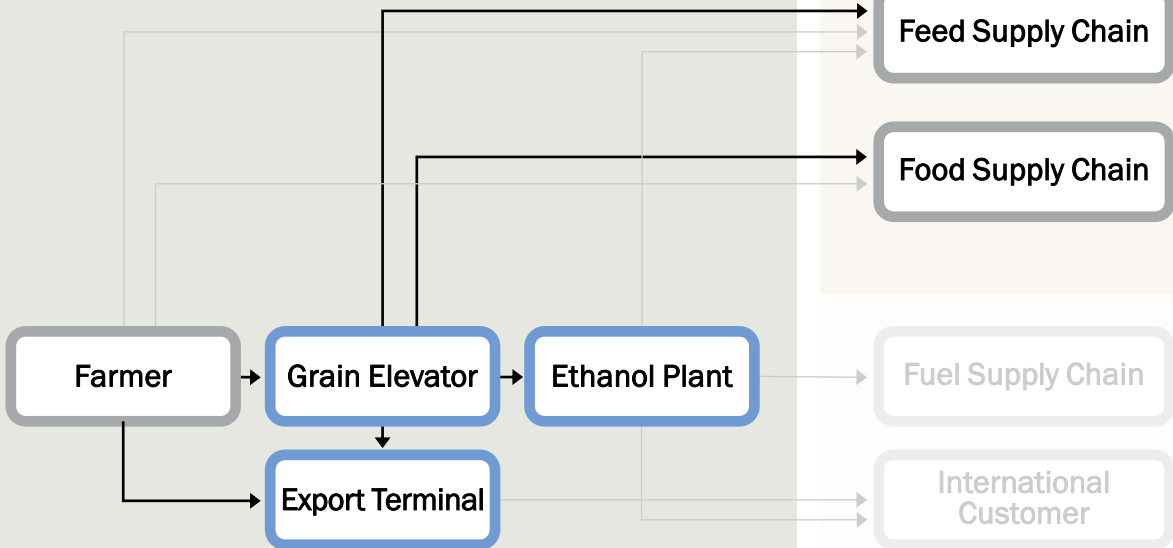 Feed Supply Chain
Food Supply Chain
Farmer
Grain Elevator
Ethanol Plant
Fuel Supply Chain
Export Terminal
International
Customer